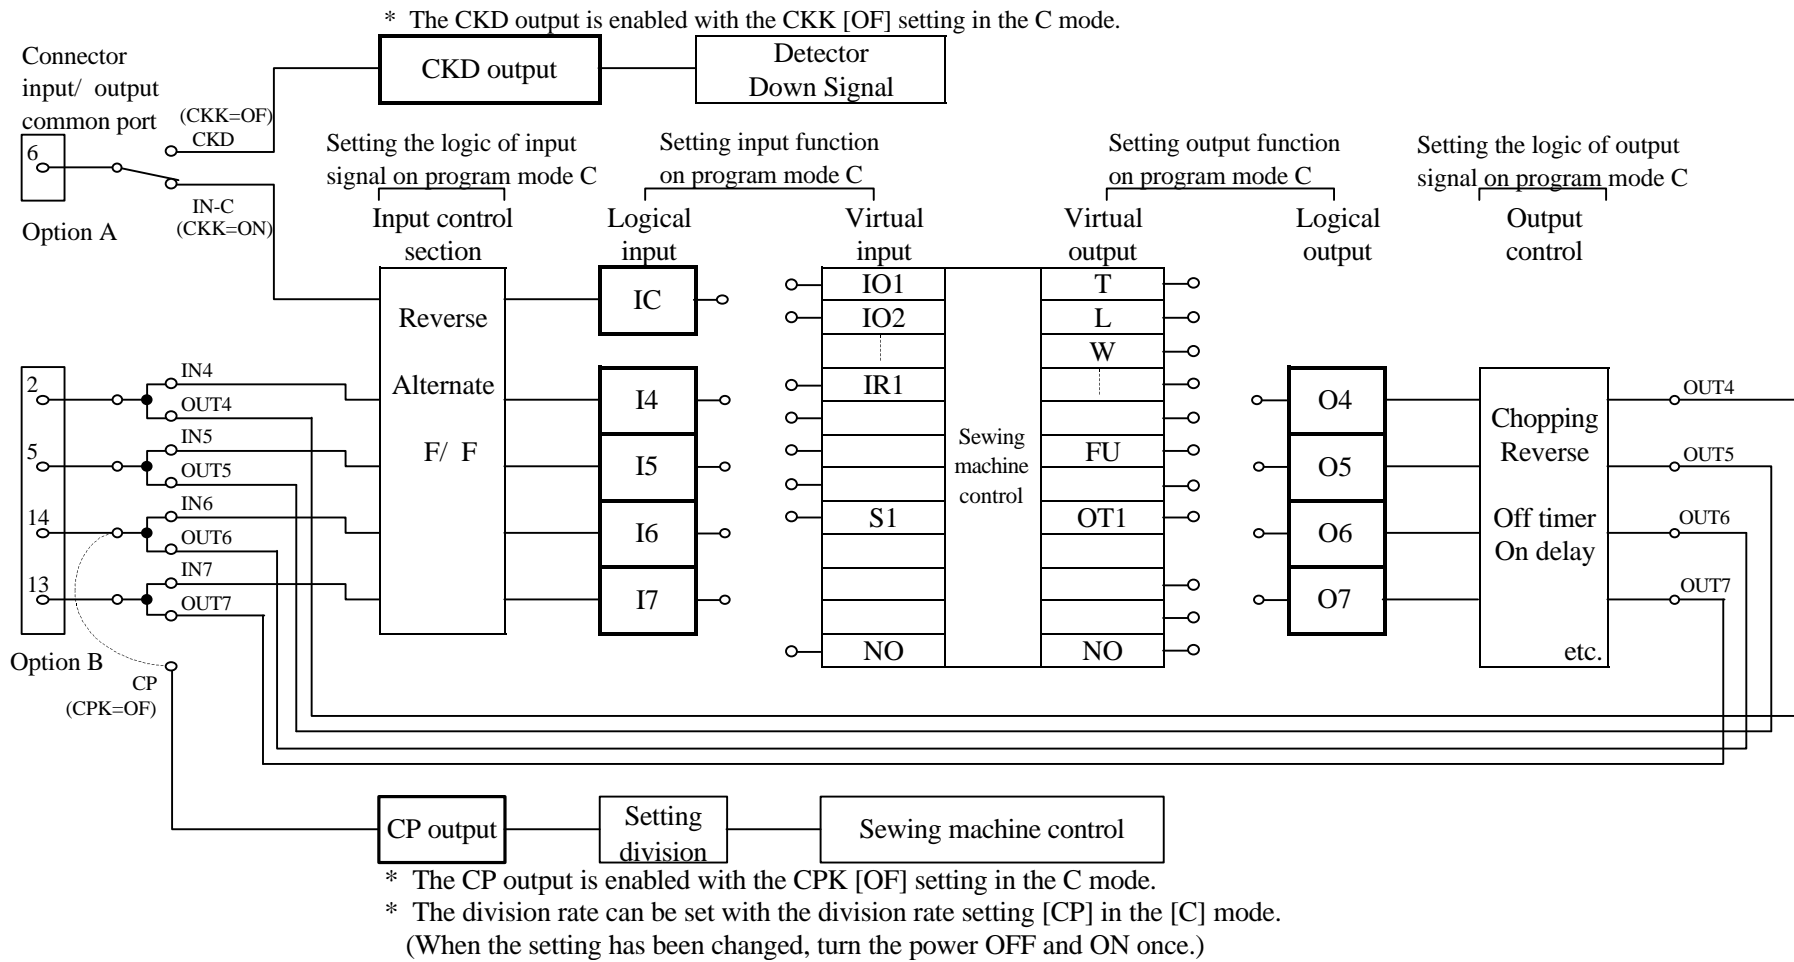 * The CKD output is enabled with the CKK [OF] setting in the C mode.
Connector
input/ output
common port
CKD output
Detector
Down Signal
(CKK=OF)
CKD
6
IN-C
(CKK=ON)
Option A
Setting the logic of input
signal on program mode C
Setting input function
on program mode C
Setting output function
on program mode C
Setting the logic of output
signal on program mode C
Input control
section
Logical
input
Virtual
input
Virtual
output
Logical
output
Output
control
Reverse
Alternate
F/ F
IC
I4
I5
I6
I7
IO1
IO2
IR1
S1
NO
Sewing
machine
control
T
L
W
FU
OT1
NO
O4
O5
O6
O7
Chopping
Reverse
Off timer
On delay
etc.
OUT4
OUT5
OUT6
OUT7
2
IN4
OUT4
5
IN5
OUT5
14
IN6
OUT6
13
IN7
OUT7
Option B
CP
(CPK=OF)
CP output
Setting
division
Sewing machine control
* The CP output is enabled with the CPK [OF] setting in the C mode.
* The division rate can be set with the division rate setting [CP] in the [C] mode.
(When the setting has been changed, turn the power OFF and ON once.)